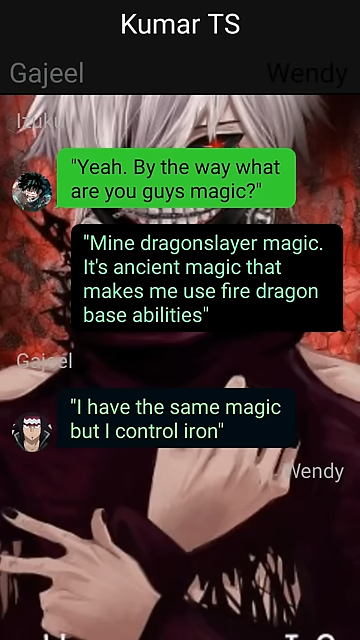 Kumar TS
Gajeel Wendy
Izuku
"Yeah. By the way what
are you guys magic?"
"Mine dragonslayer magic.
It's ancient magic that
makes me use fire dragon
base abilities"
Gajeel
"I have the same magic
but I control iron"
Wendy